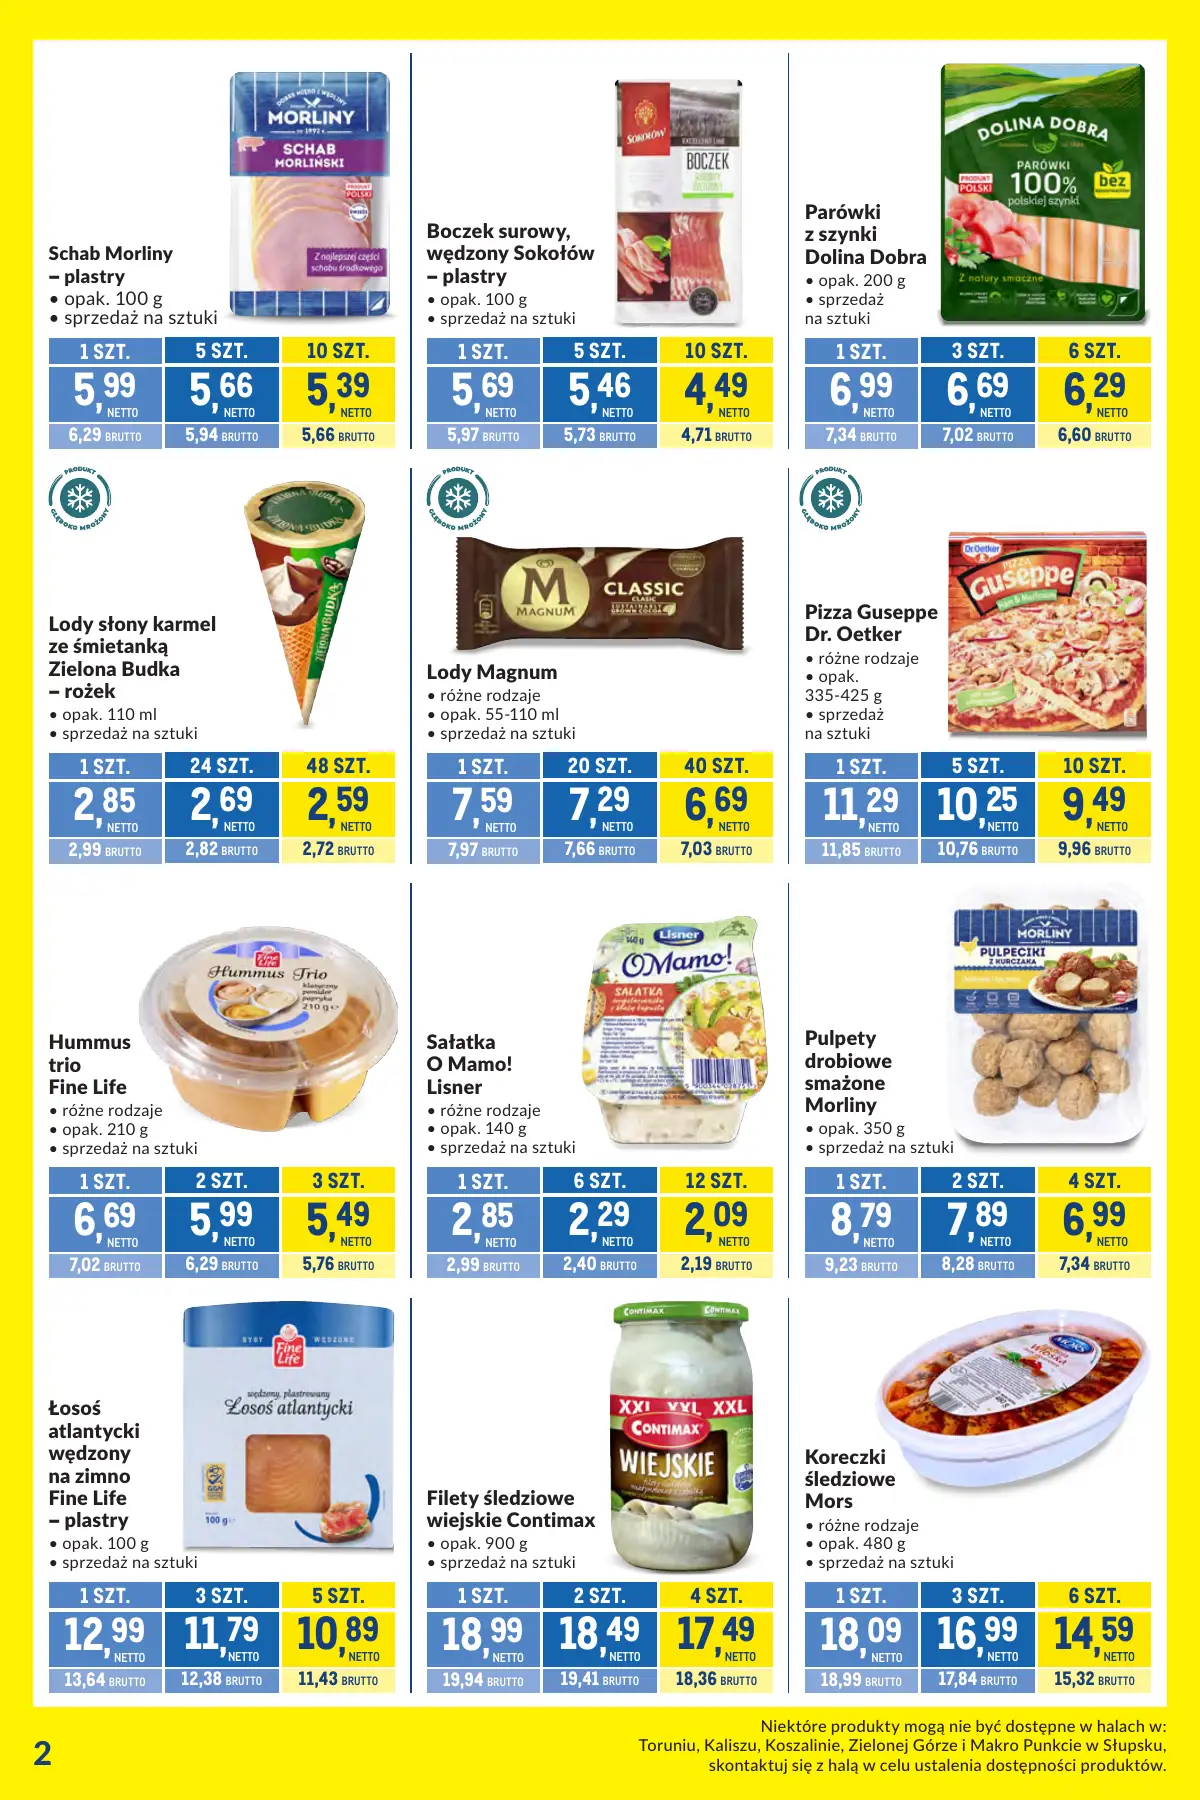 DOBRE MIĘSO I WĘDLINY
MORLINY
OD 1992 R.
SCHAB
MORLIŃSKI
PRODUKT
POLSKI
Z najlepszej części
schabu środkowego
Schab Morliny
– plastry
• opak. 100 g
• sprzedaż na sztuki
1 SZT. 5 SZT. 10 SZT.
5,99 NETTO 5,66 NETTO 5,39 NETTO
6,29 BRUTTO 5,94 BRUTTO 5,66 BRUTTO
SOKOŁÓW
EXCELLENT LINE
BOCZEK
Boczek surowy,
wędzony Sokołów
– plastry
• opak. 100 g
• sprzedaż na sztuki
1 SZT. 5 SZT. 10 SZT.
5,69 NETTO 5,46 NETTO 4,49 NETTO
5,97 BRUTTO 5,73 BRUTTO 4,71 BRUTTO
DOLINA DOBRA
PARÓWKI
100%
polskiej szynki
PRODUKT
POLSKI
bez
Z natury smaczne
Parówki
z szynki
Dolina Dobra
• opak. 200 g
• sprzedaż
na sztuki
1 SZT. 3 SZT. 6 SZT.
6,99 NETTO 6,69 NETTO 6,29 NETTO
7,34 BRUTTO 7,02 BRUTTO 6,60 BRUTTO
PRODUKT
GŁĘBOKO MROŻONY
ZIELONA BUDKA
ZIELONA BUDKA
Lody słony karmel
ze śmietanką
Zielona Budka
– rożek
• opak. 110 ml
• sprzedaż na sztuki
1 SZT. 24 SZT. 48 SZT.
2,85 NETTO 2,69 NETTO 2,59 NETTO
2,99 BRUTTO 2,82 BRUTTO 2,72 BRUTTO
PRODUKT
GŁĘBOKO MROŻONY
M
MAGNUM
CLASSIC
CLASIC
SUSTAINABLY
GROWN COCOA
Lody Magnum
• różne rodzaje
• opak. 55-110 ml
• sprzedaż na sztuki
1 SZT. 20 SZT. 40 SZT.
7,59 NETTO 7,29 NETTO 6,69 NETTO
7,97 BRUTTO 7,66 BRUTTO 7,03 BRUTTO
PRODUKT
GŁĘBOKO MROŻONY
Dr.Oetker
PIZZA
Guseppe
Ham & Mushrooms
Pizza Guseppe
Dr. Oetker
• różne rodzaje
• opak.
335-425 g
• sprzedaż
na sztuki
1 SZT. 5 SZT. 10 SZT.
11,29 NETTO 10,25 NETTO 9,49 NETTO
11,85 BRUTTO 10,76 BRUTTO 9,96 BRUTTO
Fine
Life
Hummus Trio
klasyczny
pomidor
papryka
210 g
Hummus
trio
Fine Life
• różne rodzaje
• opak. 210 g
• sprzedaż na sztuki
1 SZT. 2 SZT. 3 SZT.
6,69 NETTO 5,99 NETTO 5,49 NETTO
7,02 BRUTTO 6,29 BRUTTO 5,76 BRUTTO
140 g
Lisner
O Mamo!
SAŁATKA
Sałatka
O Mamo!
Lisner
• różne rodzaje
• opak. 140 g
• sprzedaż na sztuki
1 SZT. 6 SZT. 12 SZT.
2,85 NETTO 2,29 NETTO 2,09 NETTO
2,99 BRUTTO 2,40 BRUTTO 2,19 BRUTTO
MORLINY
PULPECIKI
Z KURCZAKA
Pulpety
drobiowe
smażone
Morliny
• opak. 350 g
• sprzedaż na sztuki
1 SZT. 2 SZT. 4 SZT.
8,79 NETTO 7,89 NETTO 6,99 NETTO
9,23 BRUTTO 8,28 BRUTTO 7,34 BRUTTO
RYBY WĘDZONE
Fine
Life
wędzony, plastrowany
Łosoś atlantycki
GGN
100 g
Łosoś
atlantycki
wędzony
na zimno
Fine Life
– plastry
• opak. 100 g
• sprzedaż na sztuki
1 SZT. 3 SZT. 5 SZT.
12,99 NETTO 11,79 NETTO 10,89 NETTO
13,64 BRUTTO 12,38 BRUTTO 11,43 BRUTTO
CONTIMAX CONTIMAX
XXL XXL XXL
CONTIMAX
WIEJSKIE
Filety śledziowe
wiejskie Contimax
• opak. 900 g
• sprzedaż na sztuki
1 SZT. 2 SZT. 4 SZT.
18,99 NETTO 18,49 NETTO 17,49 NETTO
19,94 BRUTTO 19,41 BRUTTO 18,36 BRUTTO
MORS
Koreczki
śledziowe
Mors
• różne rodzaje
• opak. 480 g
• sprzedaż na sztuki
1 SZT. 3 SZT. 6 SZT.
18,09 NETTO 16,99 NETTO 14,59 NETTO
18,99 BRUTTO 17,84 BRUTTO 15,32 BRUTTO
2
Niektóre produkty mogą nie być dostępne w halach w:
Toruniu, Kaliszu, Koszalinie, Zielonej Górze i Makro Punkcie w Słupsku,
skontaktuj się z halą w celu ustalenia dostępności produktów.